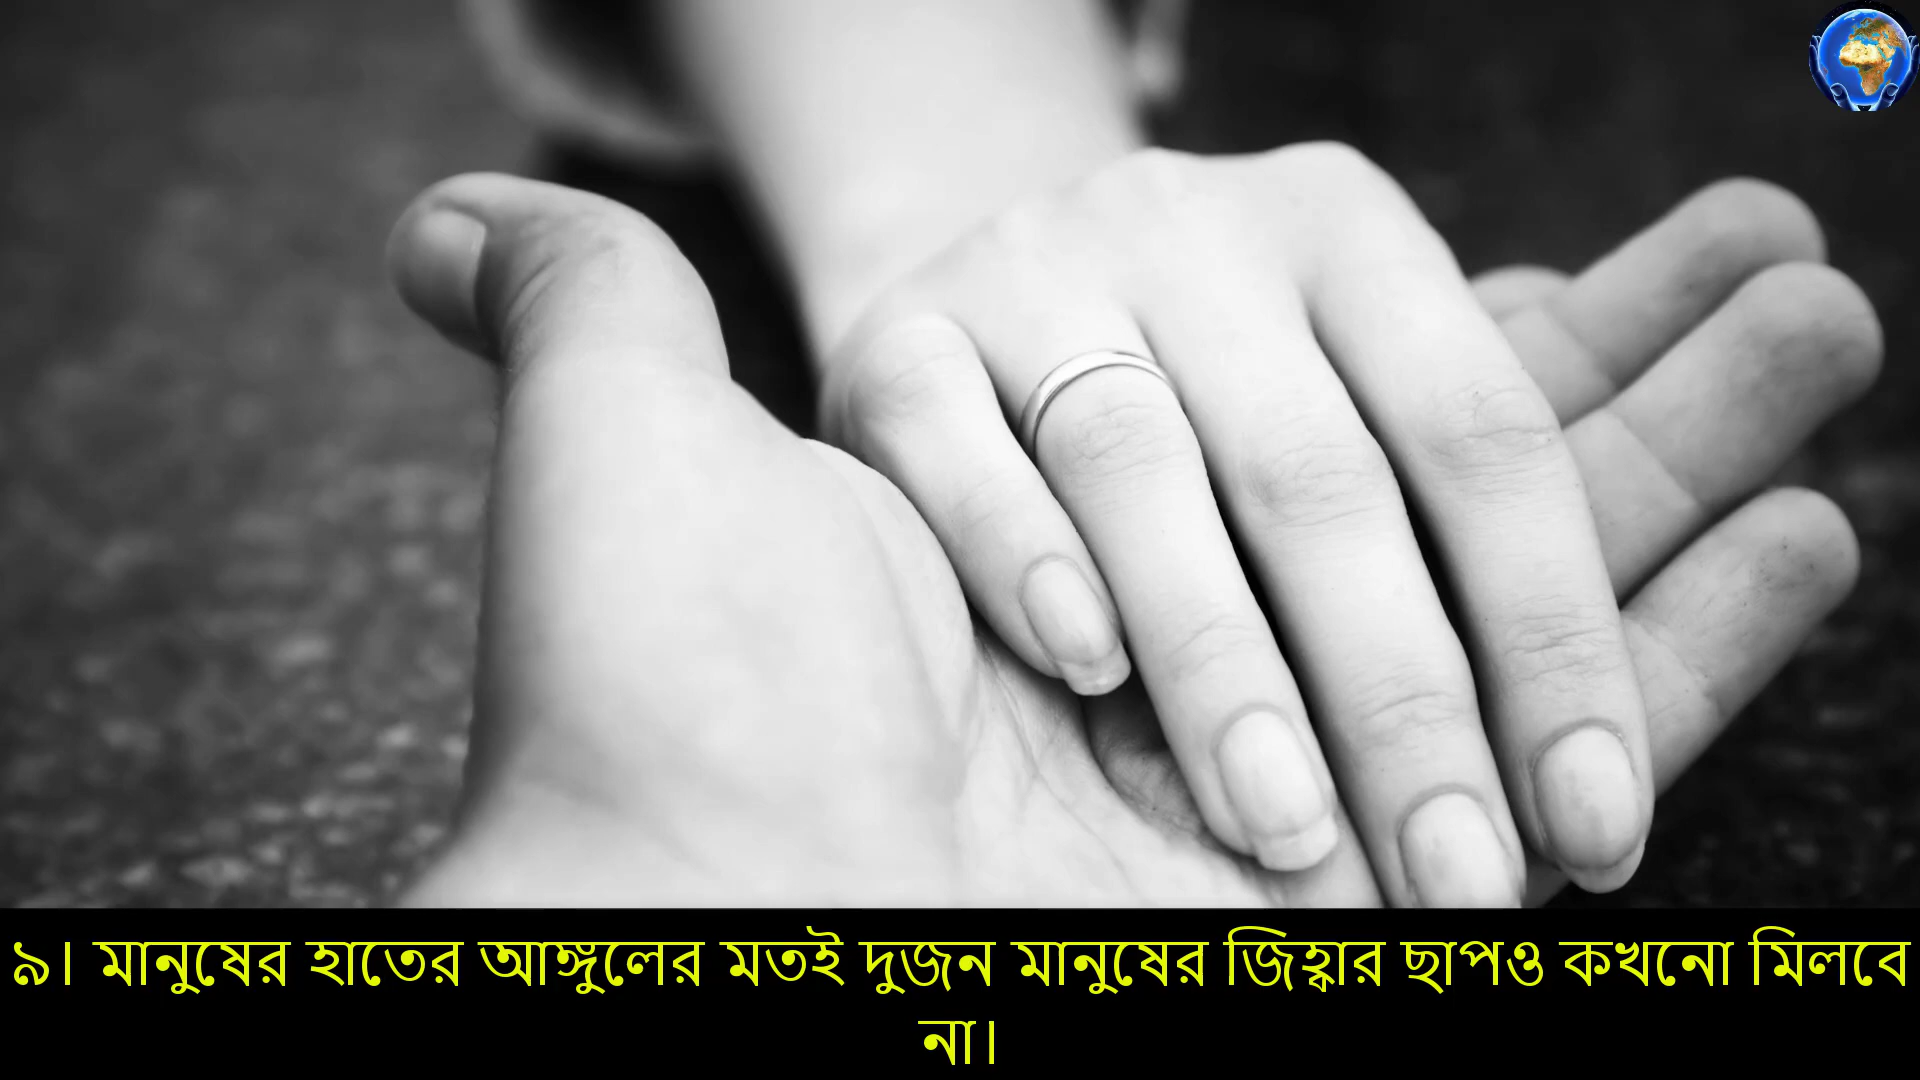 ৯। মানুষের হাতের আঙ্গুলের মতই দুজন মানুষের জিহ্বার ছাপও কখনো মিলবে
না।